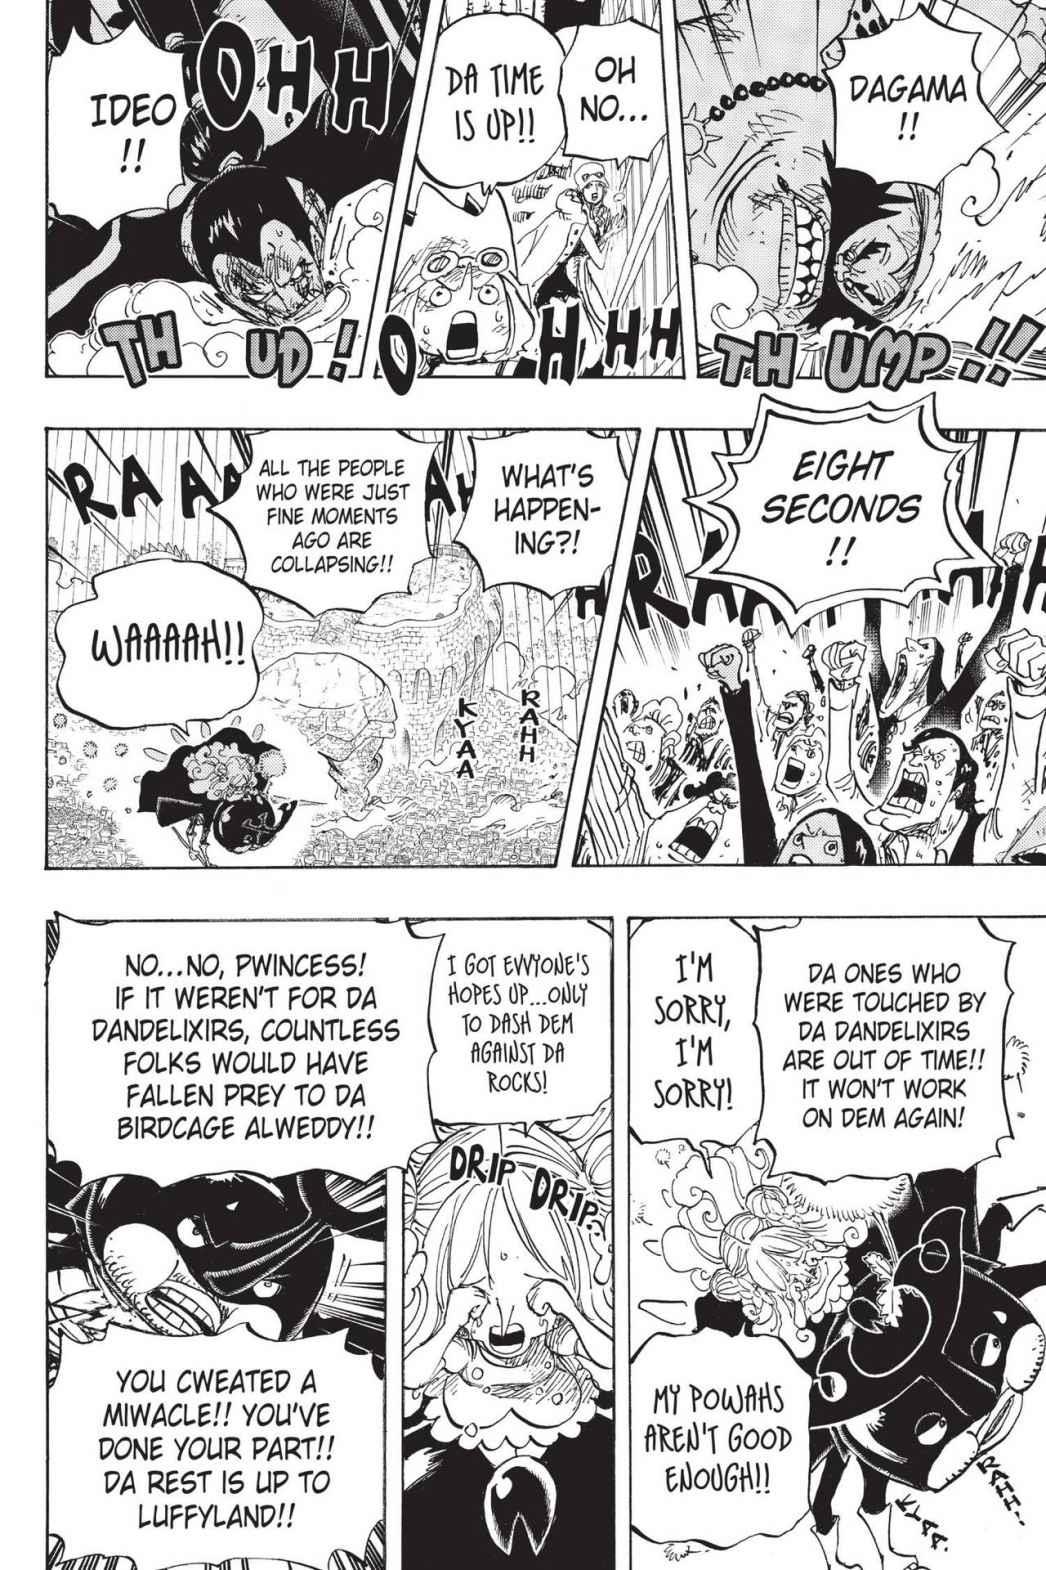 DAGAMA
!!
THUMP!!
OH
NO...
DA TIME
IS UP!!
OHHHH
IDEO
!!
OHH
THUD!
EIGHT
SECONDS
!!
WHAT'S
HAPPEN-
ING?!
ALL THE PEOPLE
WHO WERE JUST
FINE MOMENTS
AGO ARE
COLLAPSING!!
RAHH
KYAA
WAAAAH!!
DA ONES WHO
WERE TOUCHED BY
DA DANDELIXIRS
ARE OUT OF TIME!!
IT WON'T WORK
ON DEM AGAIN!
I'M
SORRY,
I'M
SORRY!
MY POWAHS
AREN'T GOOD
ENOUGH!!
RAHH!
KYAA.
I GOT EVVYONE'S
HOPES UP...ONLY
TO DASH DEM
AGAINST DA
ROCKS!
DRIP DRIP
NO...NO, PWINCESS!
IF IT WEREN'T FOR DA
DANDELIXIRS, COUNTLESS
FOLKS WOULD HAVE
FALLEN PREY TO DA
BIRDCAGE ALWEDDY!!
YOU CWEATED A
MIWACLE!! YOU'VE
DONE YOUR PART!!
DA REST IS UP TO
LUFFYLAND!!